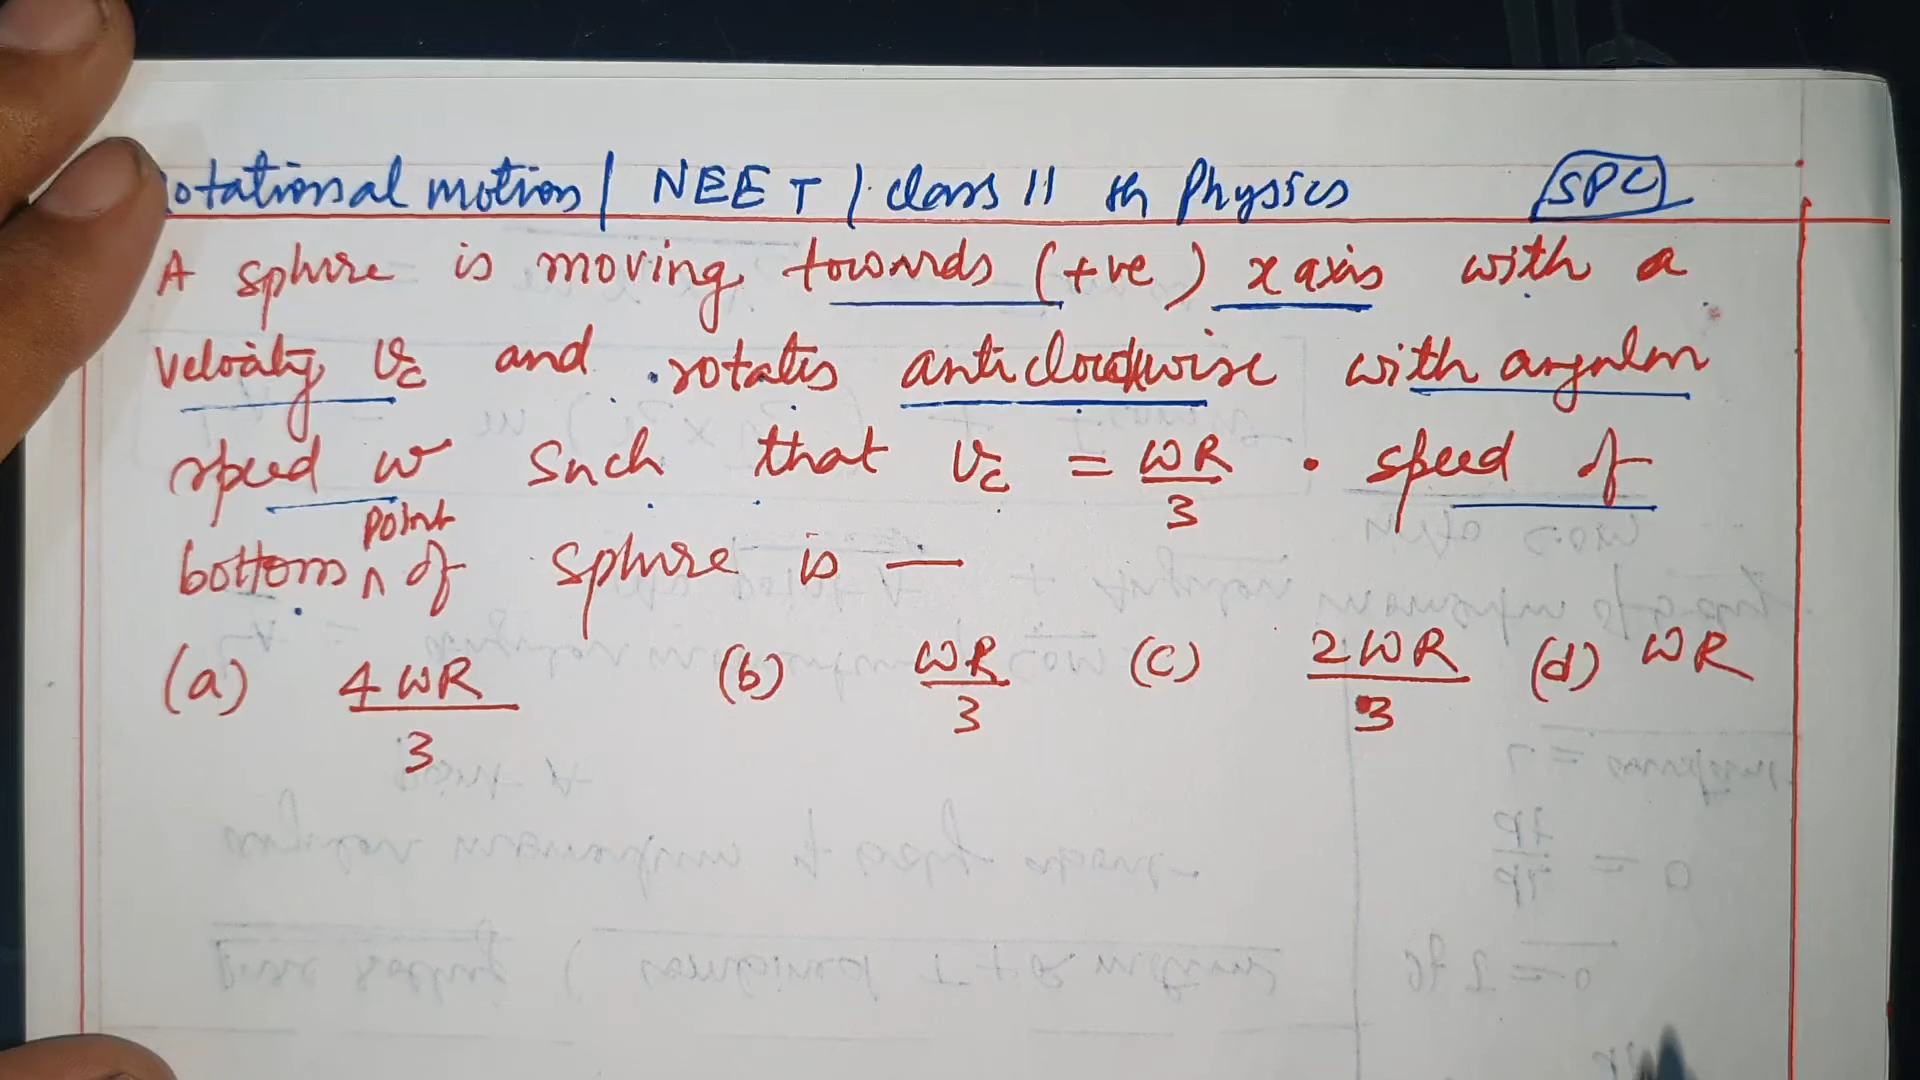 otational motion / NEET / class 11 th Physics SPC
A sphere is moving towards (+ve) x axis with a
velocity Vc and rotates anticlockwise with angular
speed ω such that Vc = ωR/3 . speed of
bottom point of sphere is —
(a) 4ωR/3 (b) ωR/3 (c) 2ωR/3 (d) ωR